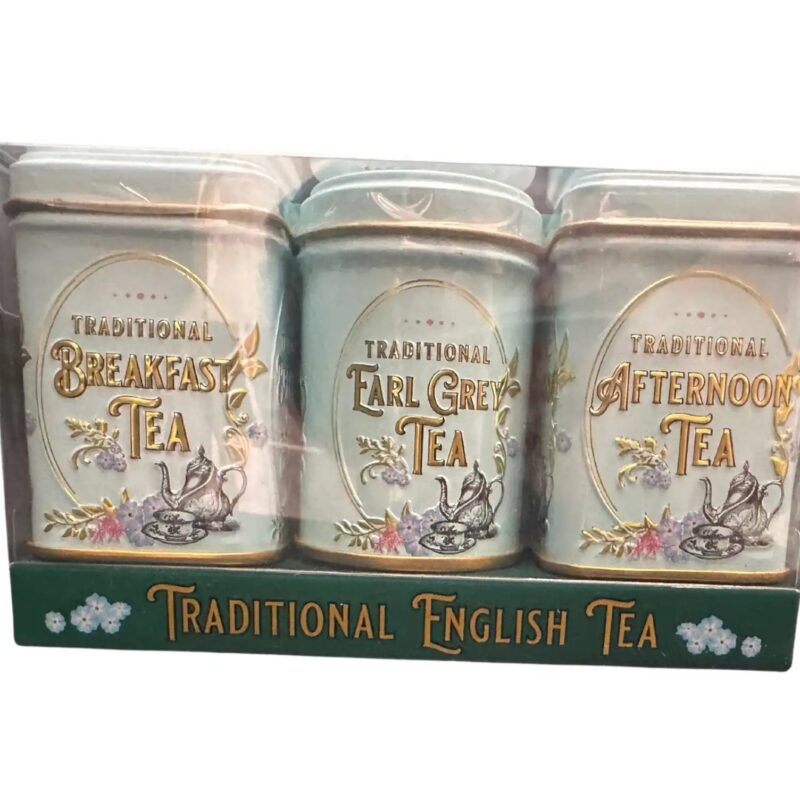 TRADITIONAL
BREAKFAST
TEA
TRADITIONAL
EARL GREY
TEA
TRADITIONAL
AFTERNOON
TEA
TRADITIONAL ENGLISH TEA